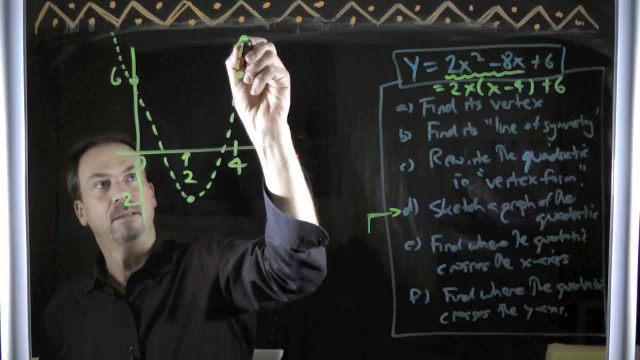 Y = 2x² - 8x + 6
= 2x(x - 4) + 6
a) Find its vertex
b) Find its "line of symmetry"
c) Rewrite the quadratic
in "vertex-form"
d) Sketch a graph of the
quadratic
e) Find where the quadratic
crosses the x-axis
f) Find where the quadratic
crosses the y-axis.
6
0
2
4
-2